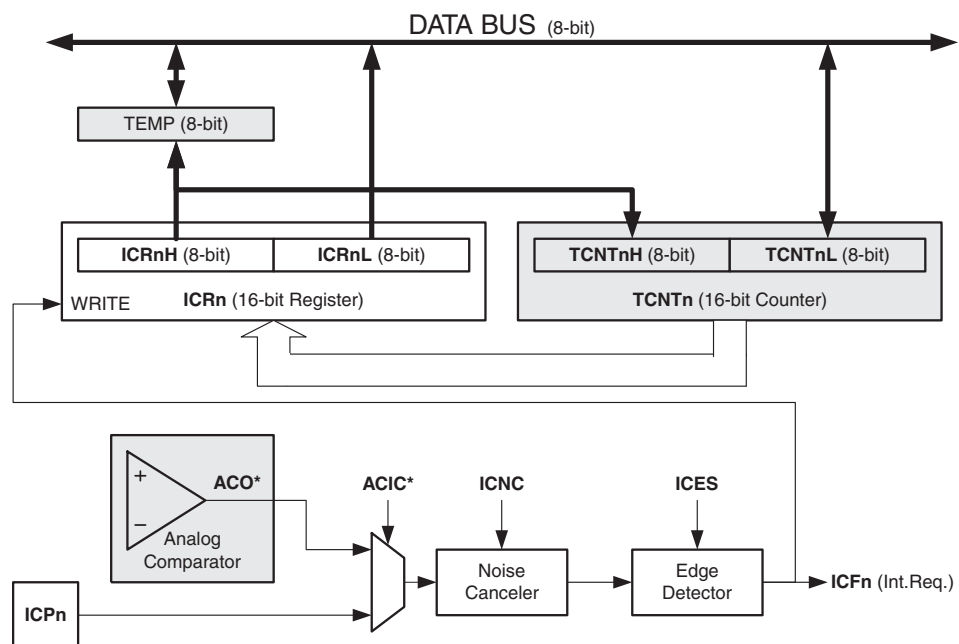 DATA BUS (8-bit)
TEMP (8-bit)
ICRnH (8-bit)
ICRnL (8-bit)
TCNTnH (8-bit)
TCNTnL (8-bit)
WRITE
ICRn (16-bit Register)
TCNTn (16-bit Counter)
+
−
ACO*
Analog
Comparator
ACIC*
ICNC
ICES
Noise
Canceler
Edge
Detector
ICFn (Int.Req.)
ICPn